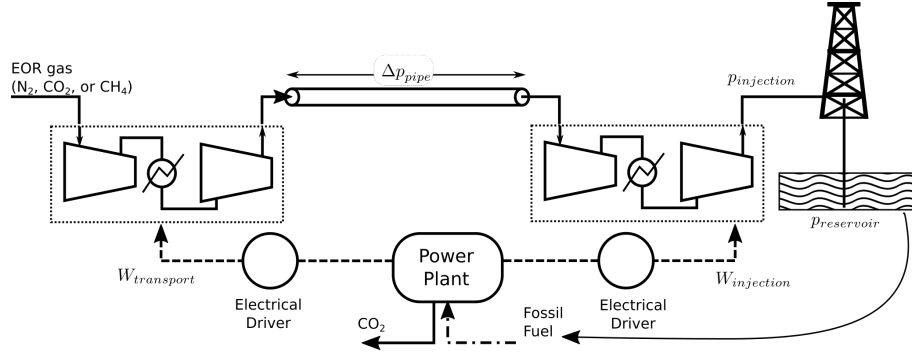 EOR gas
(N₂, CO₂, or CH₄)
Δp_pipe
p_injection
p_reservoir
W_transport
Electrical
Driver
Power
Plant
Electrical
Driver
W_injection
CO₂
Fossil
Fuel